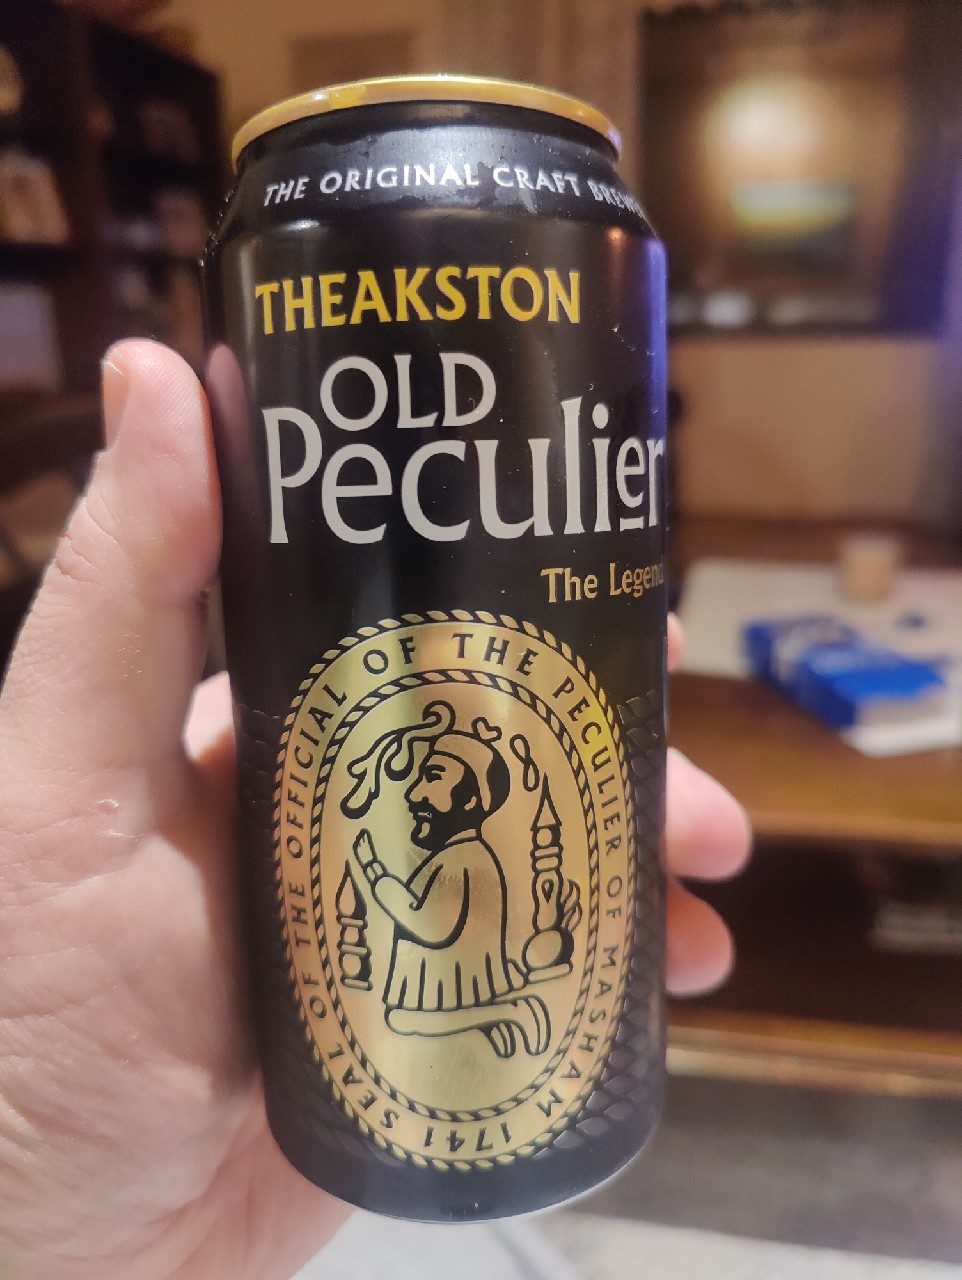 THE ORIGINAL CRAFT
THEAKSTON
OLD
Peculier
The Legend
SEAL OF THE OFFICIAL OF THE PECULIER OF MASHAM 1741